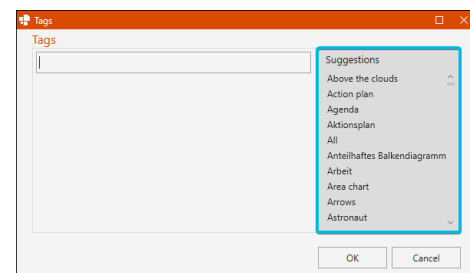 Tags
Tags
Suggestions
Above the clouds
Action plan
Agenda
Aktionsplan
All
Anteilhaftes Balkendiagramm
Arbeit
Area chart
Arrows
Astronaut
OK
Cancel